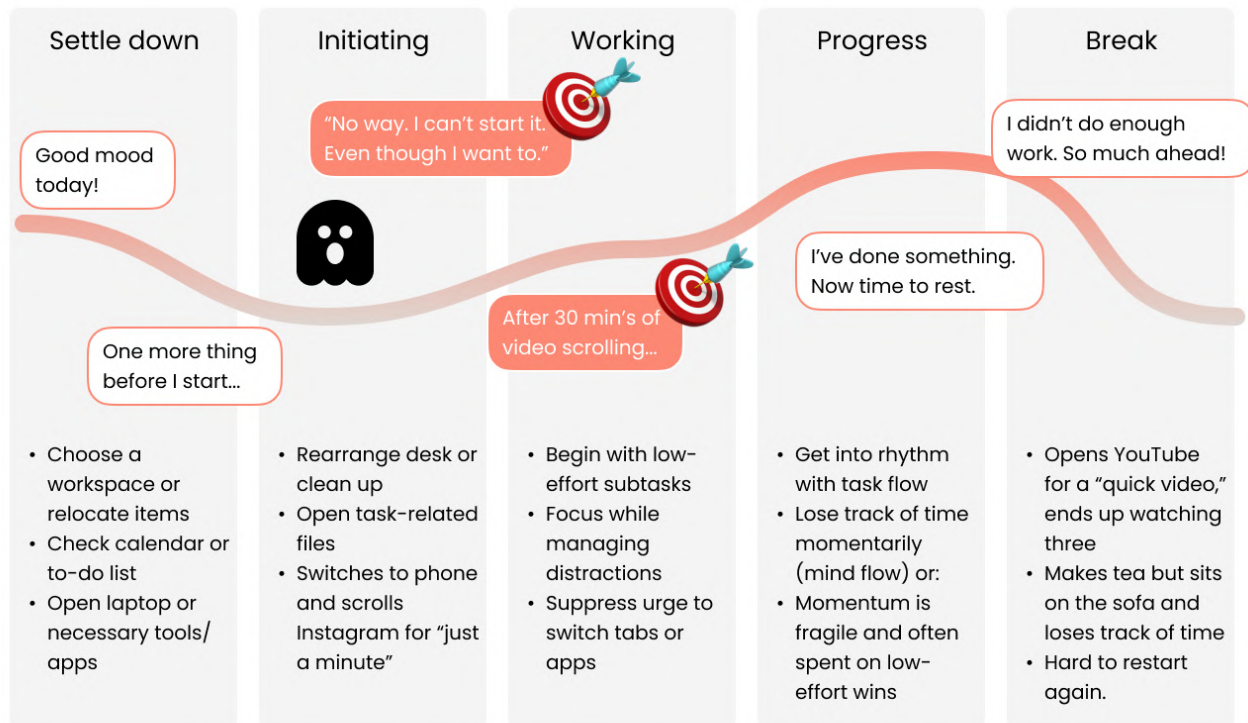 Settle down
Initiating
Working
Progress
Break
Good mood
today!
One more thing
before I start...
“No way. I can’t start it.
Even though I want to.”
After 30 min’s of
video scrolling...
I’ve done something.
Now time to rest.
I didn’t do enough
work. So much ahead!
• Choose a
workspace or
relocate items
• Check calendar or
to-do list
• Open laptop or
necessary tools/
apps
• Rearrange desk or
clean up
• Open task-related
files
• Switches to phone
and scrolls
Instagram for “just
a minute”
• Begin with low-
effort subtasks
• Focus while
managing
distractions
• Suppress urge to
switch tabs or
apps
• Get into rhythm
with task flow
• Lose track of time
momentarily
(mind flow) or:
• Momentum is
fragile and often
spent on low-
effort wins
• Opens YouTube
for a “quick video,”
ends up watching
three
• Makes tea but sits
on the sofa and
loses track of time
• Hard to restart
again.